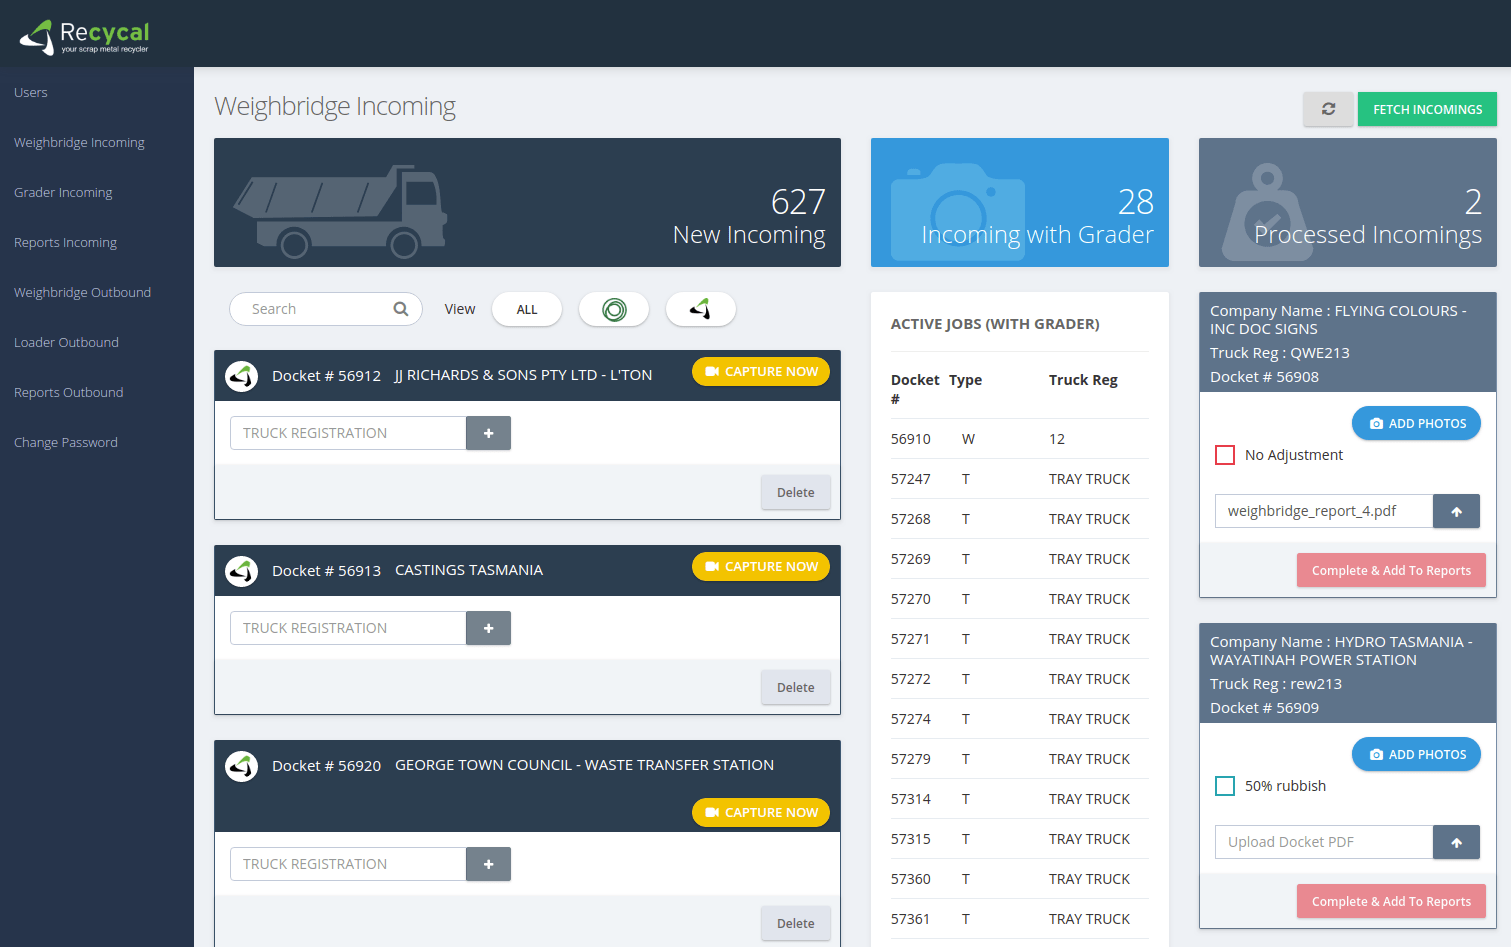 Recycal
your scrap metal recycler
Users
Weighbridge Incoming
Grader Incoming
Reports Incoming
Weighbridge Outbound
Loader Outbound
Reports Outbound
Change Password
Weighbridge Incoming
FETCH INCOMINGS
627
New Incoming
28
Incoming with Grader
2
Processed Incomings
Search
View
ALL
Docket # 56912 JJ RICHARDS & SONS PTY LTD - L'TON
CAPTURE NOW
TRUCK REGISTRATION
Delete
Docket # 56913 CASTINGS TASMANIA
CAPTURE NOW
TRUCK REGISTRATION
Delete
Docket # 56920 GEORGE TOWN COUNCIL - WASTE TRANSFER STATION
CAPTURE NOW
TRUCK REGISTRATION
Delete
ACTIVE JOBS (WITH GRADER)
Docket # Type Truck Reg
56910 W 12
57247 T TRAY TRUCK
57268 T TRAY TRUCK
57269 T TRAY TRUCK
57270 T TRAY TRUCK
57271 T TRAY TRUCK
57272 T TRAY TRUCK
57274 T TRAY TRUCK
57279 T TRAY TRUCK
57314 T TRAY TRUCK
57315 T TRAY TRUCK
57360 T TRAY TRUCK
57361 T TRAY TRUCK
Company Name : FLYING COLOURS -
INC DOC SIGNS
Truck Reg : QWE213
Docket # 56908
ADD PHOTOS
No Adjustment
weighbridge_report_4.pdf
Complete & Add To Reports
Company Name : HYDRO TASMANIA -
WAYATINAH POWER STATION
Truck Reg : rew213
Docket # 56909
ADD PHOTOS
50% rubbish
Upload Docket PDF
Complete & Add To Reports